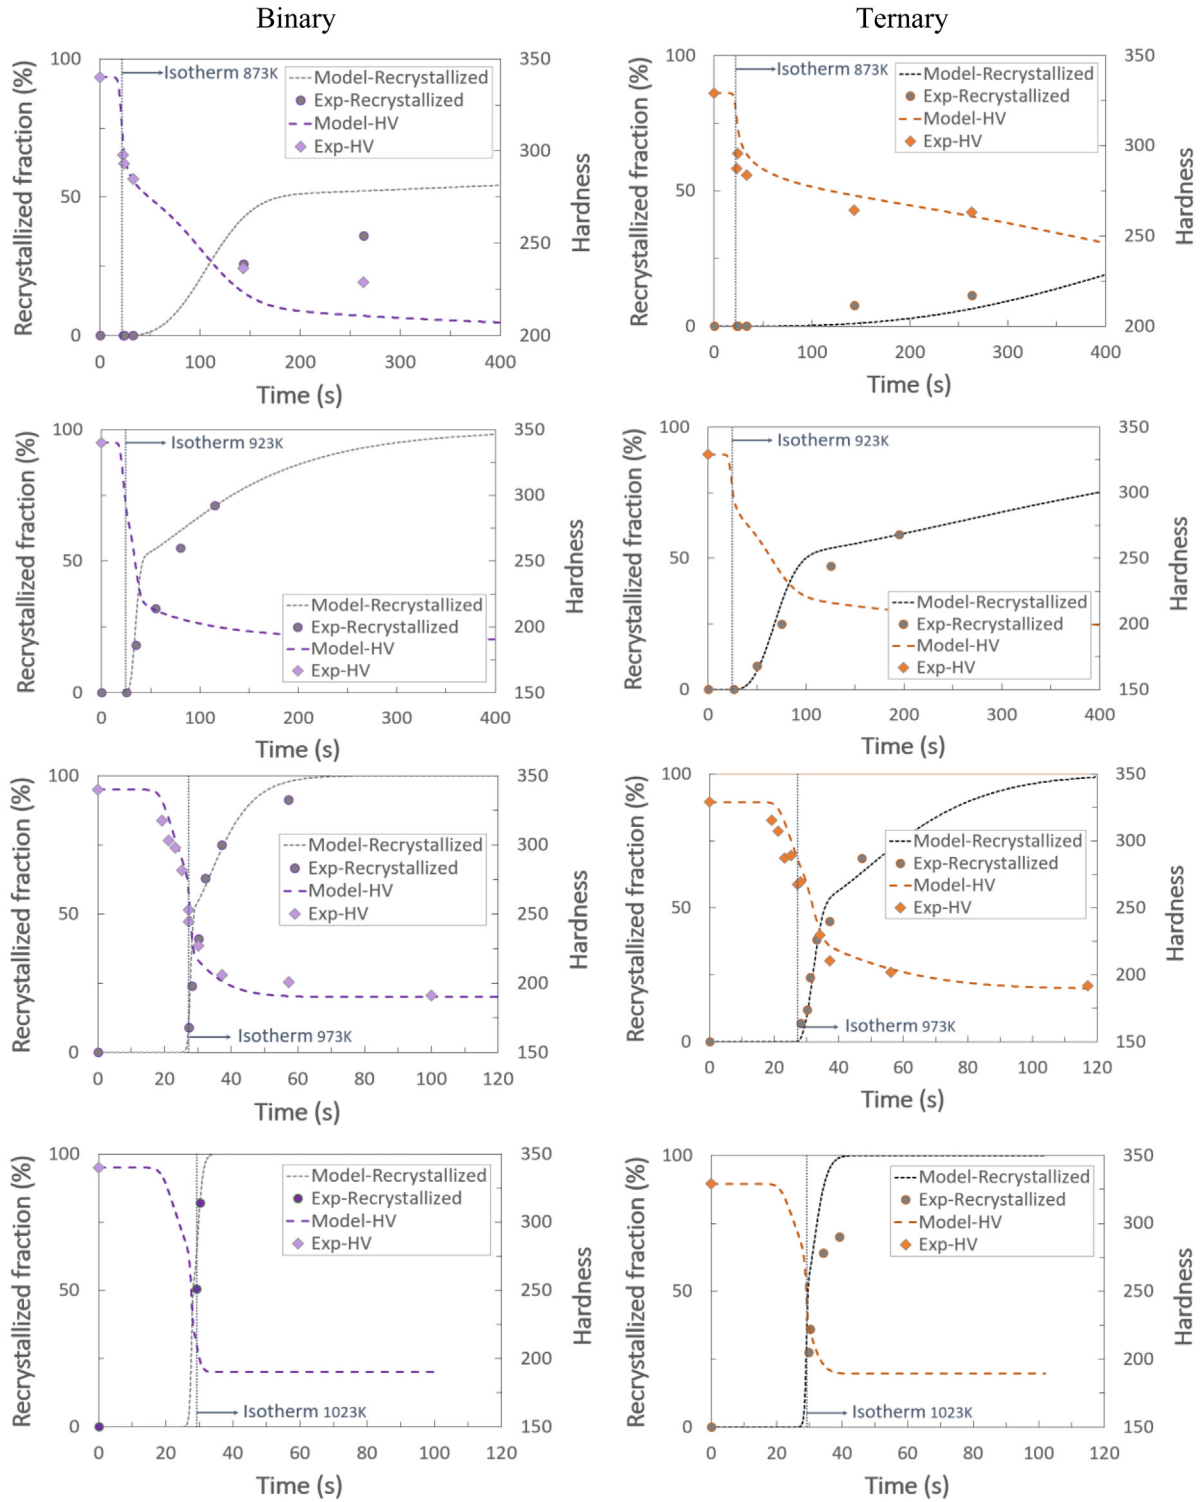 Binary
Ternary
Recrystallized fraction (%)
100
50
0
Isotherm 873K
Model-Recrystallized
Exp-Recrystallized
Model-HV
Exp-HV
350
300
250
200
Hardness
0 100 200 300 400
Time (s)
Recrystallized fraction (%)
100
50
0
Isotherm 873K
Model-Recrystallized
Exp-Recrystallized
Model-HV
Exp-HV
350
300
250
200
Hardness
0 100 200 300 400
Time (s)
Recrystallized fraction (%)
100
50
0
Isotherm 923K
Model-Recrystallized
Exp-Recrystallized
Model-HV
Exp-HV
350
300
250
200
150
Hardness
0 100 200 300 400
Time (s)
Recrystallized fraction (%)
100
50
0
Isotherm 923K
Model-Recrystallized
Exp-Recrystallized
Model-HV
Exp-HV
350
300
250
200
150
Hardness
0 100 200 300 400
Time (s)
Recrystallized fraction (%)
100
50
0
Model-Recrystallized
Exp-Recrystallized
Model-HV
Exp-HV
Isotherm 973K
350
300
250
200
150
Hardness
0 20 40 60 80 100 120
Time (s)
Recrystallized fraction (%)
100
50
0
Model-Recrystallized
Exp-Recrystallized
Model-HV
Exp-HV
Isotherm 973K
350
300
250
200
150
Hardness
0 20 40 60 80 100 120
Time (s)
Recrystallized fraction (%)
100
50
0
Model-Recrystallized
Exp-Recrystallized
Model-HV
Exp-HV
Isotherm 1023K
350
300
250
200
150
Hardness
0 20 40 60 80 100 120
Time (s)
Recrystallized fraction (%)
100
50
0
Model-Recrystallized
Exp-Recrystallized
Model-HV
Exp-HV
Isotherm 1023K
350
300
250
200
150
Hardness
0 20 40 60 80 100 120
Time (s)